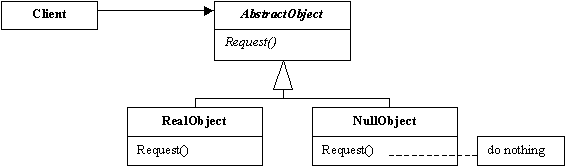 Client
AbstractObject
Request()
RealObject
Request()
NullObject
Request()
do nothing